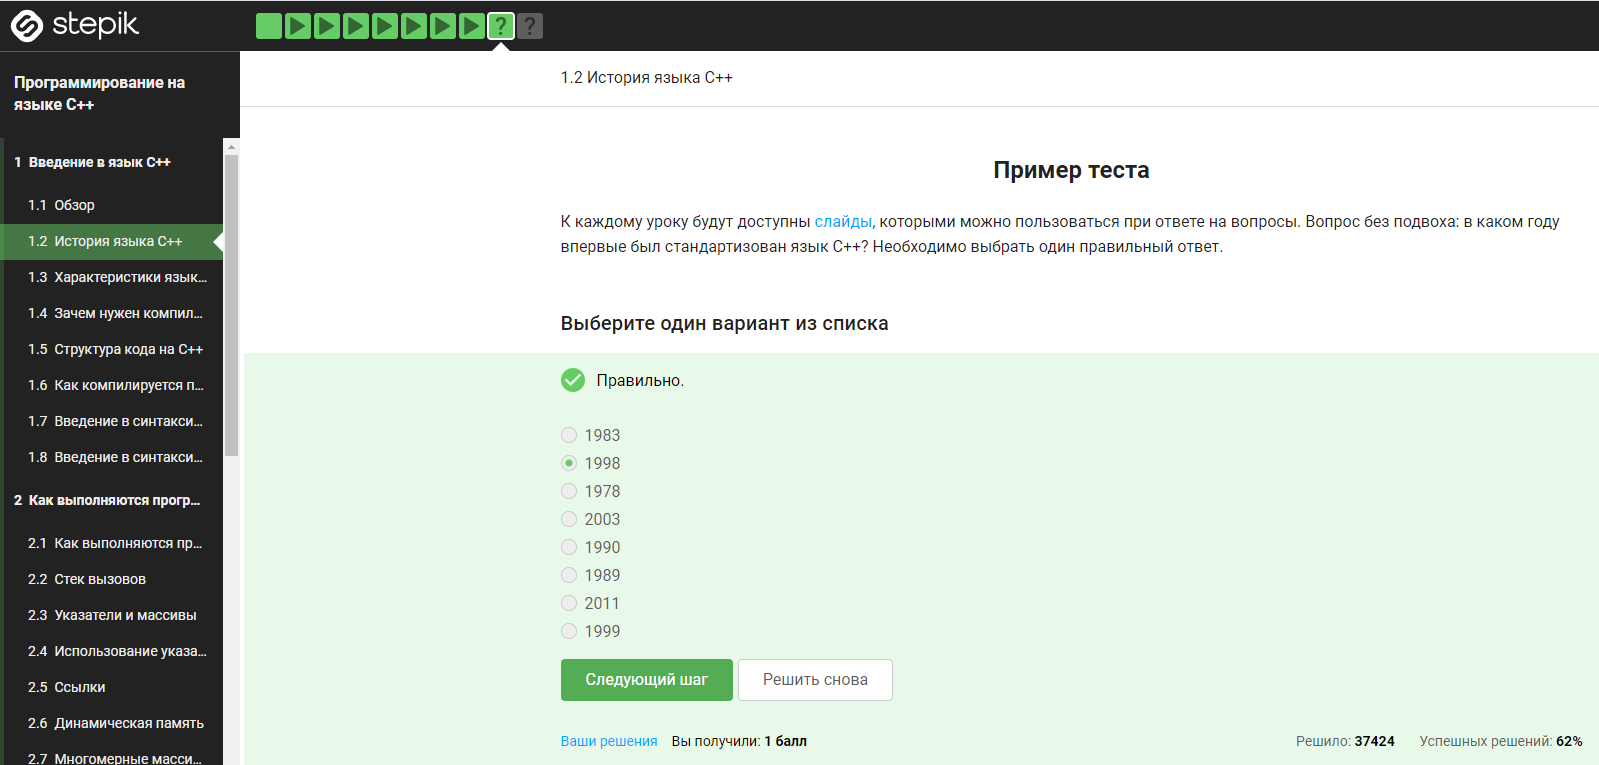 stepik
? ?
Программирование на
языке C++
1 Введение в язык C++
1.1 Обзор
1.2 История языка C++
1.3 Характеристики язык...
1.4 Зачем нужен компил...
1.5 Структура кода на C++
1.6 Как компилируется п...
1.7 Введение в синтакси...
1.8 Введение в синтакси...
2 Как выполняются прогр...
2.1 Как выполняются пр...
2.2 Стек вызовов
2.3 Указатели и массивы
2.4 Использование указа...
2.5 Ссылки
2.6 Динамическая память
2.7 Многомерные масси...
1.2 История языка C++
Пример теста
К каждому уроку будут доступны слайды, которыми можно пользоваться при ответе на вопросы. Вопрос без подвоха: в каком году
впервые был стандартизован язык C++? Необходимо выбрать один правильный ответ.
Выберите один вариант из списка
Правильно.
1983
1998
1978
2003
1990
1989
2011
1999
Следующий шаг Решить снова
Ваши решения Вы получили: 1 балл Решило: 37424 Успешных решений: 62%